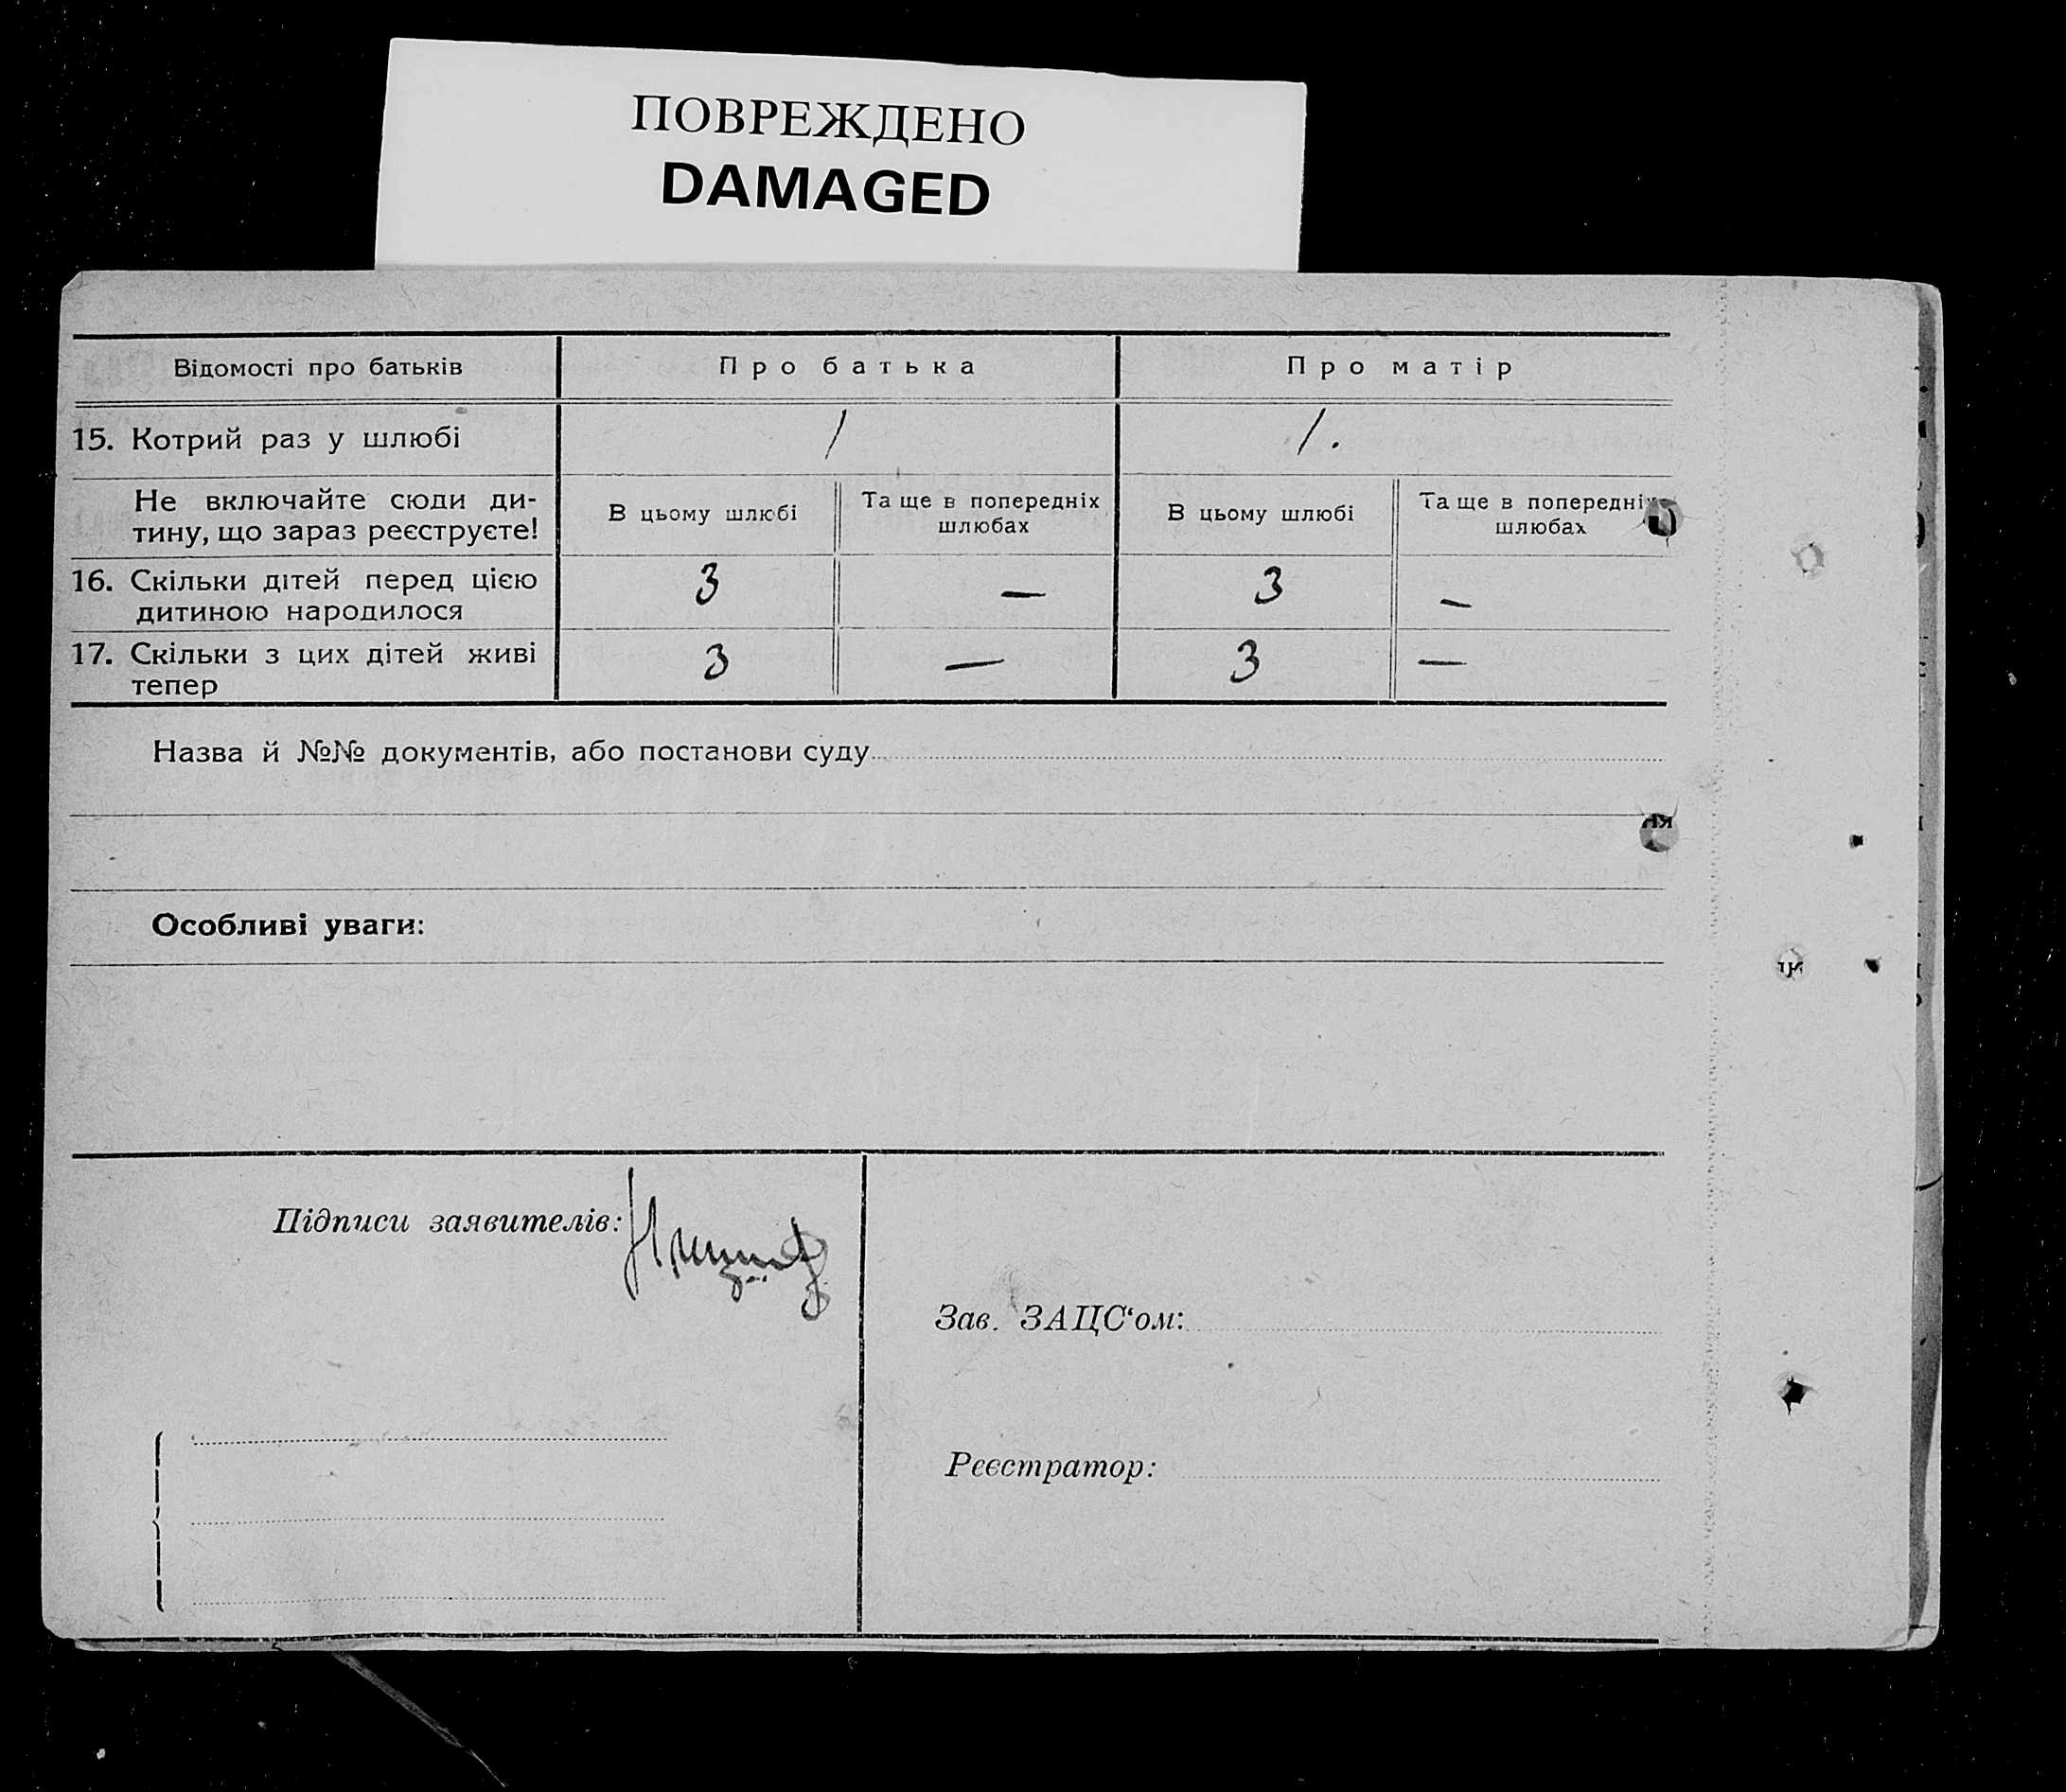 ПОВРЕЖДЕНО
DAMAGED
Відомості про батьків Про батька Про матір
15. Котрий раз у шлюбі / /.
Не включайте сюди ди-
тину, що зараз реєструєте!
В цьому шлюбі
Та ще в попередніх
шлюбах
В цьому шлюбі
Та ще в попередніх
шлюбах
16. Скільки дітей перед цією
дитиною народилося
3 — 3 —
17. Скільки з цих дітей живі
тепер
3 — 3 —
Назва й №№ документів, або постанови суду
Особливі уваги:
Підписи заявителів:
Зав. ЗАЦС‘ом:
Реєстратор: